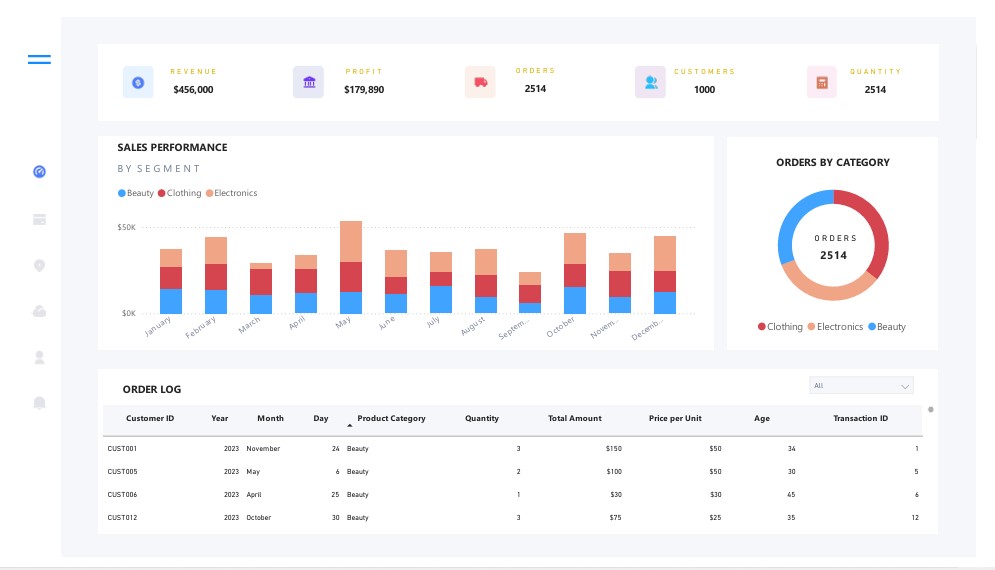 REVENUE PROFIT ORDERS CUSTOMERS QUANTITY
$456,000 $179,890 2514 1000 2514
SALES PERFORMANCE
BY SEGMENT
Beauty Clothing Electronics
$50K
$0K
January February March April May June July August Septem... October Novem... Decemb...
ORDERS BY CATEGORY
ORDERS
2514
Clothing Electronics Beauty
ORDER LOG
All
Customer ID Year Month Day Product Category Quantity Total Amount Price per Unit Age Transaction ID
CUST001 2023 November 24 Beauty 3 $150 $50 34 1
CUST005 2023 May 6 Beauty 2 $100 $50 30 5
CUST006 2023 April 25 Beauty 1 $30 $30 45 6
CUST012 2023 October 30 Beauty 3 $75 $25 35 12